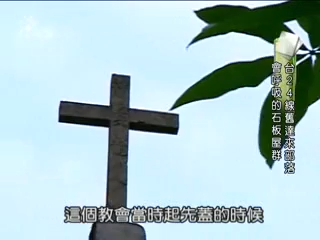 台24線舊達來部落
會呼吸的石板屋群
這個教會當時起先蓋的時候